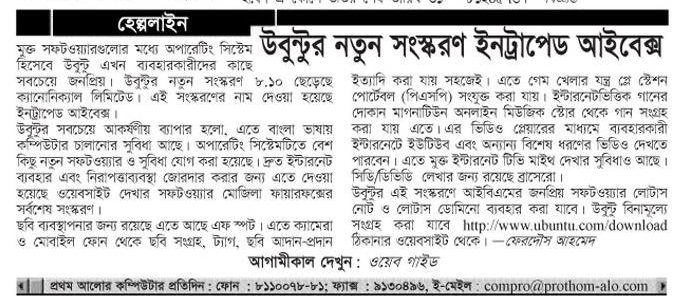 হেল্পলাইন
উবুন্টুর নতুন সংস্করণ ইনট্রাপেড আইবেক্স
মুক্ত সফটওয়্যারগুলোর মধ্যে অপারেটিং সিস্টেম
হিসেবে উবুন্টু এখন ব্যবহারকারীদের কাছে
সবচেয়ে জনপ্রিয়। উবুন্টুর নতুন সংস্করণ ৮.১০ ছেড়েছে
ক্যানোনিক্যাল লিমিটেড। এই সংস্করণের নাম দেওয়া হয়েছে
ইনট্রাপেড আইবেক্স।
উবুন্টুর সবচেয়ে আকর্ষণীয় ব্যাপার হলো, এতে বাংলা ভাষায়
কম্পিউটার চালানোর সুবিধা আছে। অপারেটিং সিস্টেমটিতে বেশ
কিছু নতুন সফটওয়্যার ও সুবিধা যোগ করা হয়েছে। দ্রুত ইন্টারনেট
ব্যবহার এবং নিরাপত্তাব্যবস্থা জোরদার করার জন্য এতে দেওয়া
হয়েছে ওয়েবসাইট দেখার সফটওয়্যার মোজিলা ফায়ারফক্সের
সর্বশেষ সংস্করণ।
ছবি ব্যবস্থাপনার জন্য রয়েছে এতে আছে এফ স্পট। এতে ক্যামেরা
ও মোবাইল ফোন থেকে ছবি সংগ্রহ, ট্যাগ, ছবি আদান-প্রদান
ইত্যাদি করা যায় সহজেই। এতে গেম খেলার যন্ত্র প্লে স্টেশন
পোর্টেবল (পিএসপি) সংযুক্ত করা যায়। ইন্টারনেটভিত্তিক গানের
দোকান মাগনাটিউন অনলাইন মিউজিক স্টোর থেকে গান সংগ্রহ
করা যায় এতে। এর ভিডিও প্লেয়ারের মাধ্যমে ব্যবহারকারী
ইন্টারনেটে ইউটিউব এবং অন্যান্য বিশেষ ধরণের ভিডিও দেখতে
পারবেন। এতে মুক্ত ইন্টারনেট টিভি মাইথ দেখার সুবিধাও আছে।
সিডি/ডিভিডি লেখার জন্য রয়েছে ব্রাসেরো।
উবুন্টুর এই সংস্করণে আইবিএমের জনপ্রিয় সফটওয়্যার লোটাস
নোট ও লোটাস ডোমিনো ব্যবহার করা যাবে। উবুন্টু বিনামূল্যে
সংগ্রহ করা যাবে http://www.ubuntu.com/download
ঠিকানার ওয়েবসাইট থেকে। —ফেরদৌস আহমেদ
আগামীকাল দেখুন : ওয়েব গাইড
প্রথম আলোর কম্পিউটার প্রতিদিন : ফোন : ৮১১০০৭৮-৮১; ফ্যাক্স : ৯১৩০৪৯৬, ই-মেইল : compro@prothom-alo.com